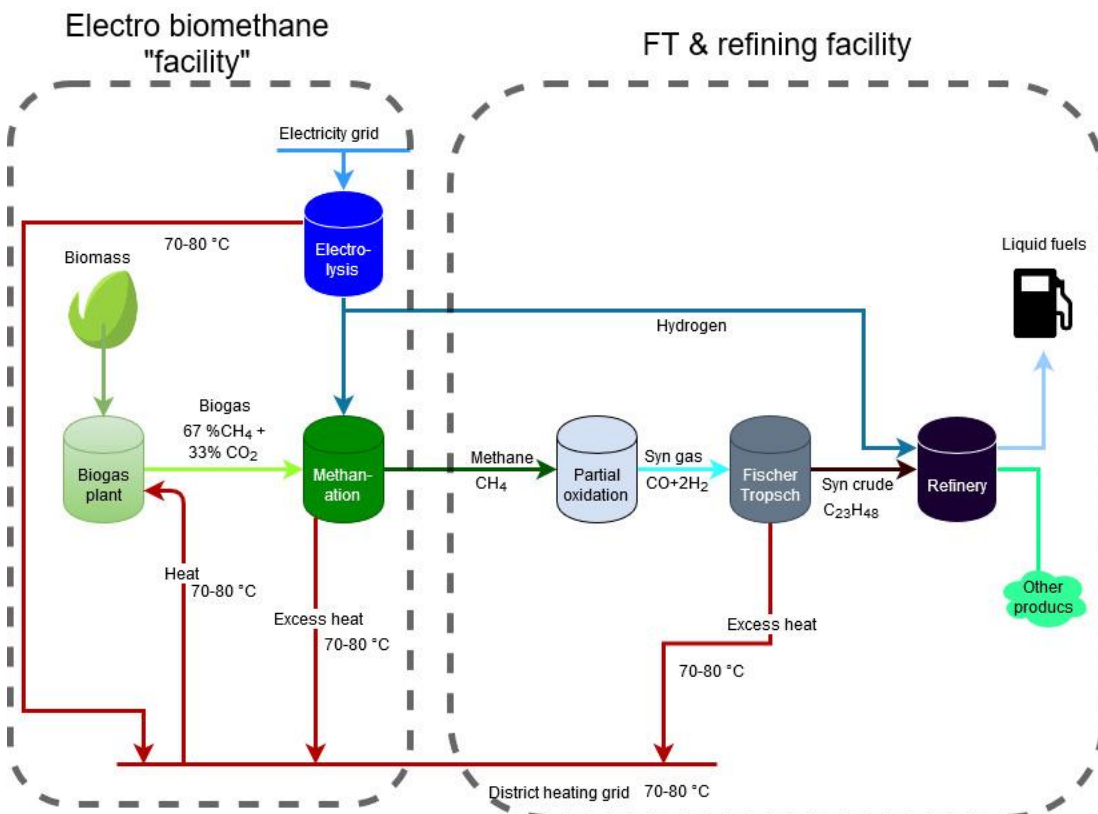 Electro biomethane
"facility"
FT & refining facility
Electricity grid
70-80 °C
Electro-
lysis
Biomass
Liquid fuels
Hydrogen
Biogas
67 %CH₄ +
33% CO₂
Biogas
plant
Methan-
ation
Methane
CH₄
Partial
oxidation
Syn gas
CO+2H₂
Fischer
Tropsch
Syn crude
C₂₃H₄₈
Refinery
Heat
70-80 °C
Excess heat
70-80 °C
Excess heat
70-80 °C
Other
producs
District heating grid 70-80 °C